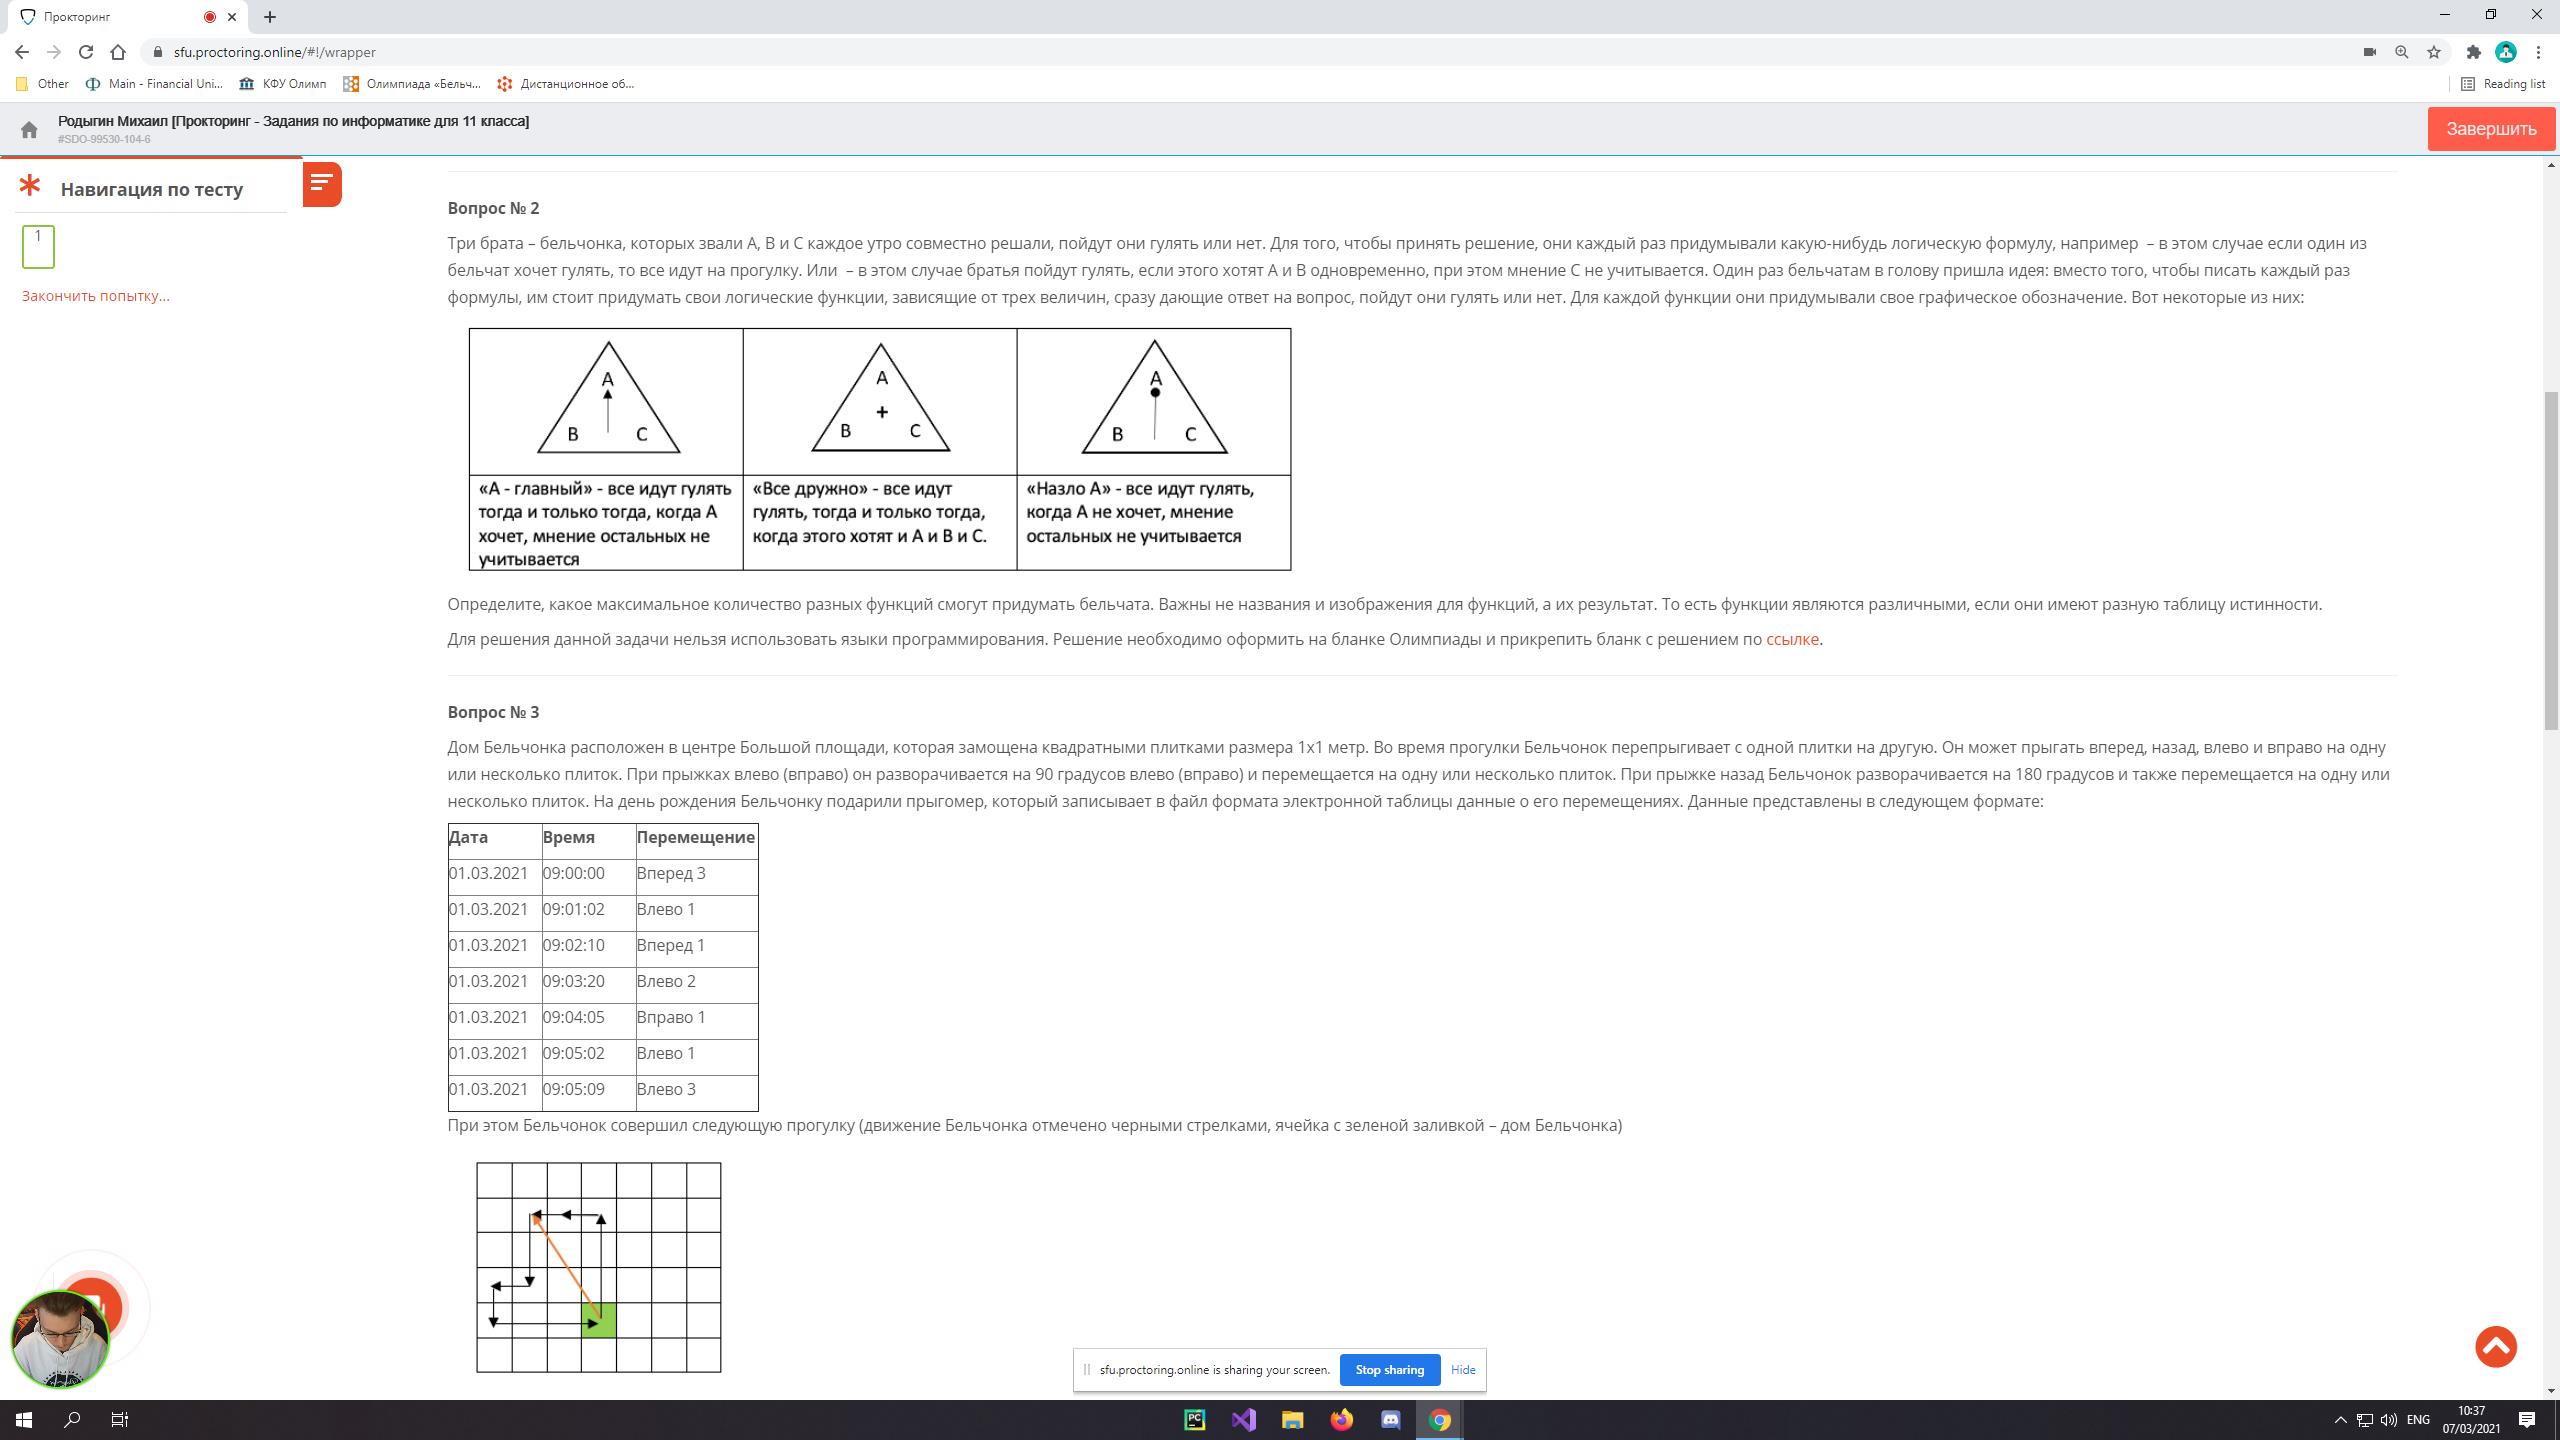 Прокторинг
sfu.proctoring.online/#!/wrapper
Other
Main - Financial Uni...
КФУ Олимп
Олимпиада «Бельч...
Дистанционное об...
Reading list
Родыгин Михаил [Прокторинг - Задания по информатике для 11 класса]
#SDO-99530-104-6
Завершить
Навигация по тесту
1
Закончить попытку...
Вопрос № 2
Три брата – бельчонка, которых звали А, В и С каждое утро совместно решали, пойдут они гулять или нет. Для того, чтобы принять решение, они каждый раз придумывали какую-нибудь логическую формулу, например – в этом случае если один из
бельчат хочет гулять, то все идут на прогулку. Или – в этом случае братья пойдут гулять, если этого хотят А и В одновременно, при этом мнение С не учитывается. Один раз бельчатам в голову пришла идея: вместо того, чтобы писать каждый раз
формулы, им стоит придумать свои логические функции, зависящие от трех величин, сразу дающие ответ на вопрос, пойдут они гулять или нет. Для каждой функции они придумывали свое графическое обозначение. Вот некоторые из них:
A
B C
A
+
B C
A
B C
«А - главный» - все идут гулять
тогда и только тогда, когда А
хочет, мнение остальных не
учитывается
«Все дружно» - все идут
гулять, тогда и только тогда,
когда этого хотят и А и В и С.
«Назло А» - все идут гулять,
когда А не хочет, мнение
остальных не учитывается
Определите, какое максимальное количество разных функций смогут придумать бельчата. Важны не названия и изображения для функций, а их результат. То есть функции являются различными, если они имеют разную таблицу истинности.
Для решения данной задачи нельзя использовать языки программирования. Решение необходимо оформить на бланке Олимпиады и прикрепить бланк с решением по ссылке.
Вопрос № 3
Дом Бельчонка расположен в центре Большой площади, которая замощена квадратными плитками размера 1х1 метр. Во время прогулки Бельчонок перепрыгивает с одной плитки на другую. Он может прыгать вперед, назад, влево и вправо на одну
или несколько плиток. При прыжках влево (вправо) он разворачивается на 90 градусов влево (вправо) и перемещается на одну или несколько плиток. При прыжке назад Бельчонок разворачивается на 180 градусов и также перемещается на одну или
несколько плиток. На день рождения Бельчонку подарили прыгомер, который записывает в файл формата электронной таблицы данные о его перемещениях. Данные представлены в следующем формате:
Дата Время Перемещение
01.03.2021 09:00:00 Вперед 3
01.03.2021 09:01:02 Влево 1
01.03.2021 09:02:10 Вперед 1
01.03.2021 09:03:20 Влево 2
01.03.2021 09:04:05 Вправо 1
01.03.2021 09:05:02 Влево 1
01.03.2021 09:05:09 Влево 3
При этом Бельчонок совершил следующую прогулку (движение Бельчонка отмечено черными стрелками, ячейка с зеленой заливкой – дом Бельчонка)
sfu.proctoring.online is sharing your screen.
Stop sharing
Hide
PC
ENG
10:37
07/03/2021